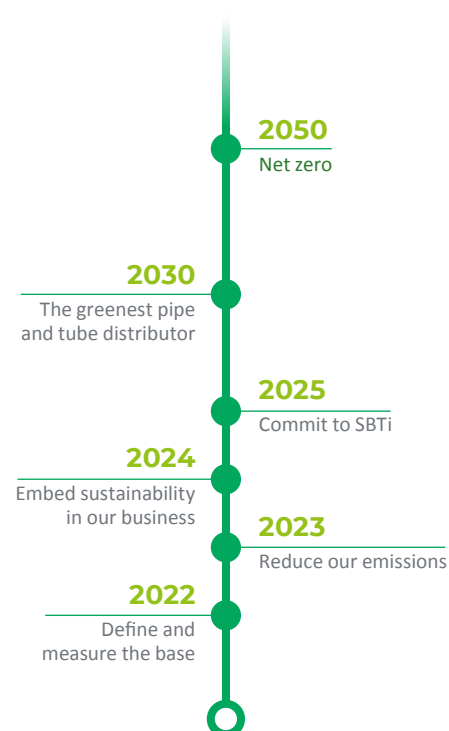 2050
Net zero
2030
The greenest pipe
and tube distributor
2025
Commit to SBTi
2024
Embed sustainability
in our business
2023
Reduce our emissions
2022
Define and
measure the base